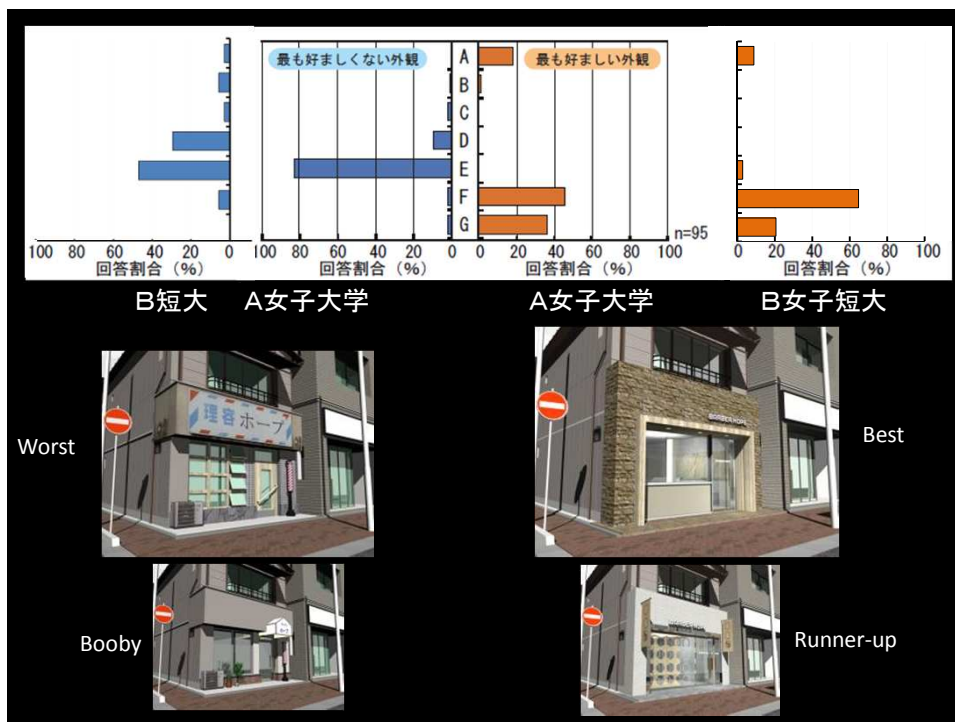 最も好ましくない外観
最も好ましい外観
A
B
C
D
E
F
G
n=95
100 80 60 40 20 0
100 80 60 40 20 0
0 20 40 60 80 100
0 20 40 60 80 100
回答割合（%）
回答割合（%）
回答割合（%）
回答割合（%）
B短大
A女子大学
A女子大学
B女子短大
理容ホープ
Worst
BARBER HOPE
Best
Booby
Runner-up